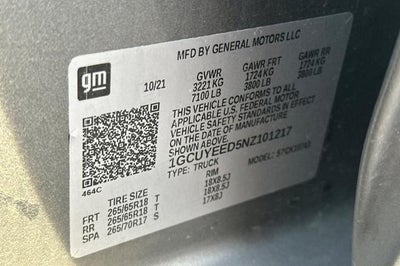 gm
MFD BY GENERAL MOTORS LLC
10/21 GVWR GAWR FRT GAWR RR
3221 KG 1724 KG 1724 KG
7100 LB 3800 LB 3800 LB
THIS VEHICLE CONFORMS TO ALL
APPLICABLE U.S. FEDERAL MOTOR
VEHICLE SAFETY
STANDARDS IN EFFECT ON THE DATE OF
MANUFACTURE SHOWN ABOVE.
1GCUYEED5NZ101217
TYPE: TRUCK MODEL:
464C
TIRE SIZE RIM
FRT 265/65R18 T 18X8.5J
RR 265/65R18 T 18X8.5J
SPA 265/70R17 S 17X8J